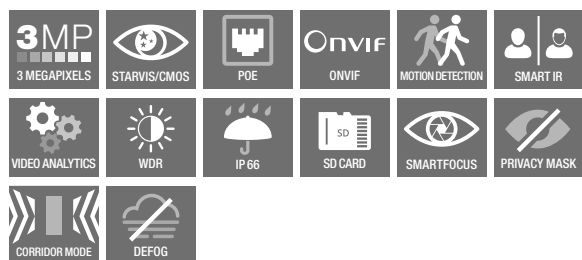 3MP
3 MEGAPIXELS
STARVIS/CMOS
POE
ONVIF
ONVIF
MOTION DETECTION
SMART IR
VIDEO ANALYTICS
WDR
IP 66
SD
SD CARD
SMARTFOCUS
PRIVACY MASK
CORRIDOR MODE
DEFOG